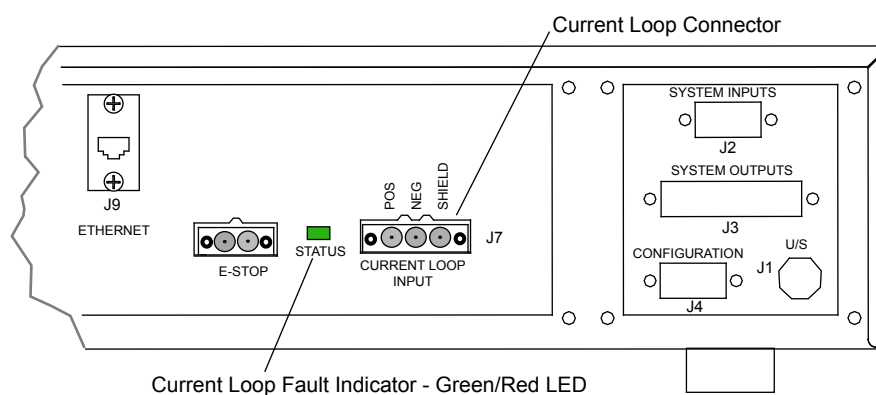 Current Loop Connector
SYSTEM INPUTS
J2
SYSTEM OUTPUTS
J3
CONFIGURATION
J4
J1
U/S
J9
ETHERNET
E-STOP
STATUS
POS
NEG
SHIELD
J7
CURRENT LOOP
INPUT
Current Loop Fault Indicator - Green/Red LED